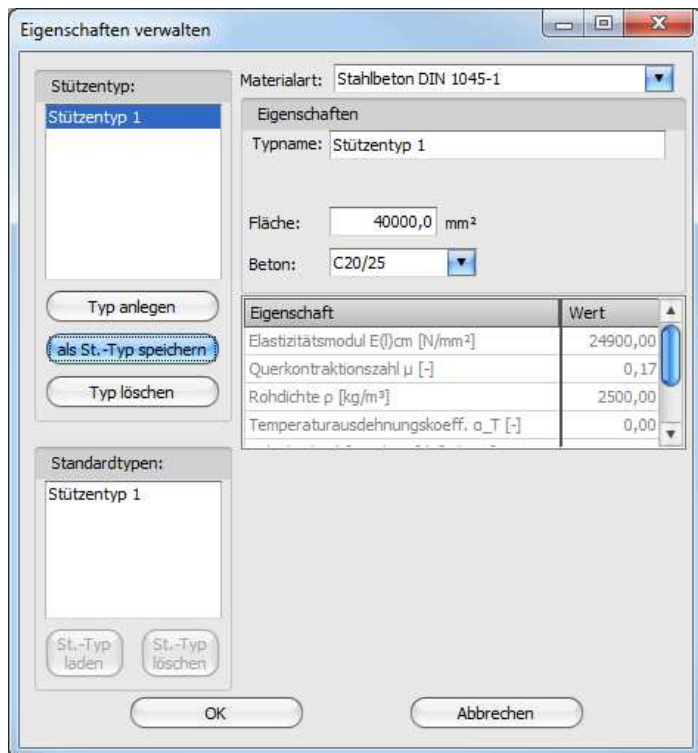 Eigenschaften verwalten
Stützentyp:
Stützentyp 1
Typ anlegen
als St.-Typ speichern
Typ löschen
Standardtypen:
Stützentyp 1
St.-Typ
laden
St.-Typ
löschen
Materialart: Stahlbeton DIN 1045-1
Eigenschaften
Typname: Stützentyp 1
Fläche: 40000,0 mm²
Beton: C20/25
Eigenschaft Wert
Elastizitätsmodul E(l)cm [N/mm²] 24900,00
Querkontraktionszahl μ [-] 0,17
Rohdichte ρ [kg/m³] 2500,00
Temperaturausdehnungskoeff. α_T [-] 0,00
OK Abbrechen